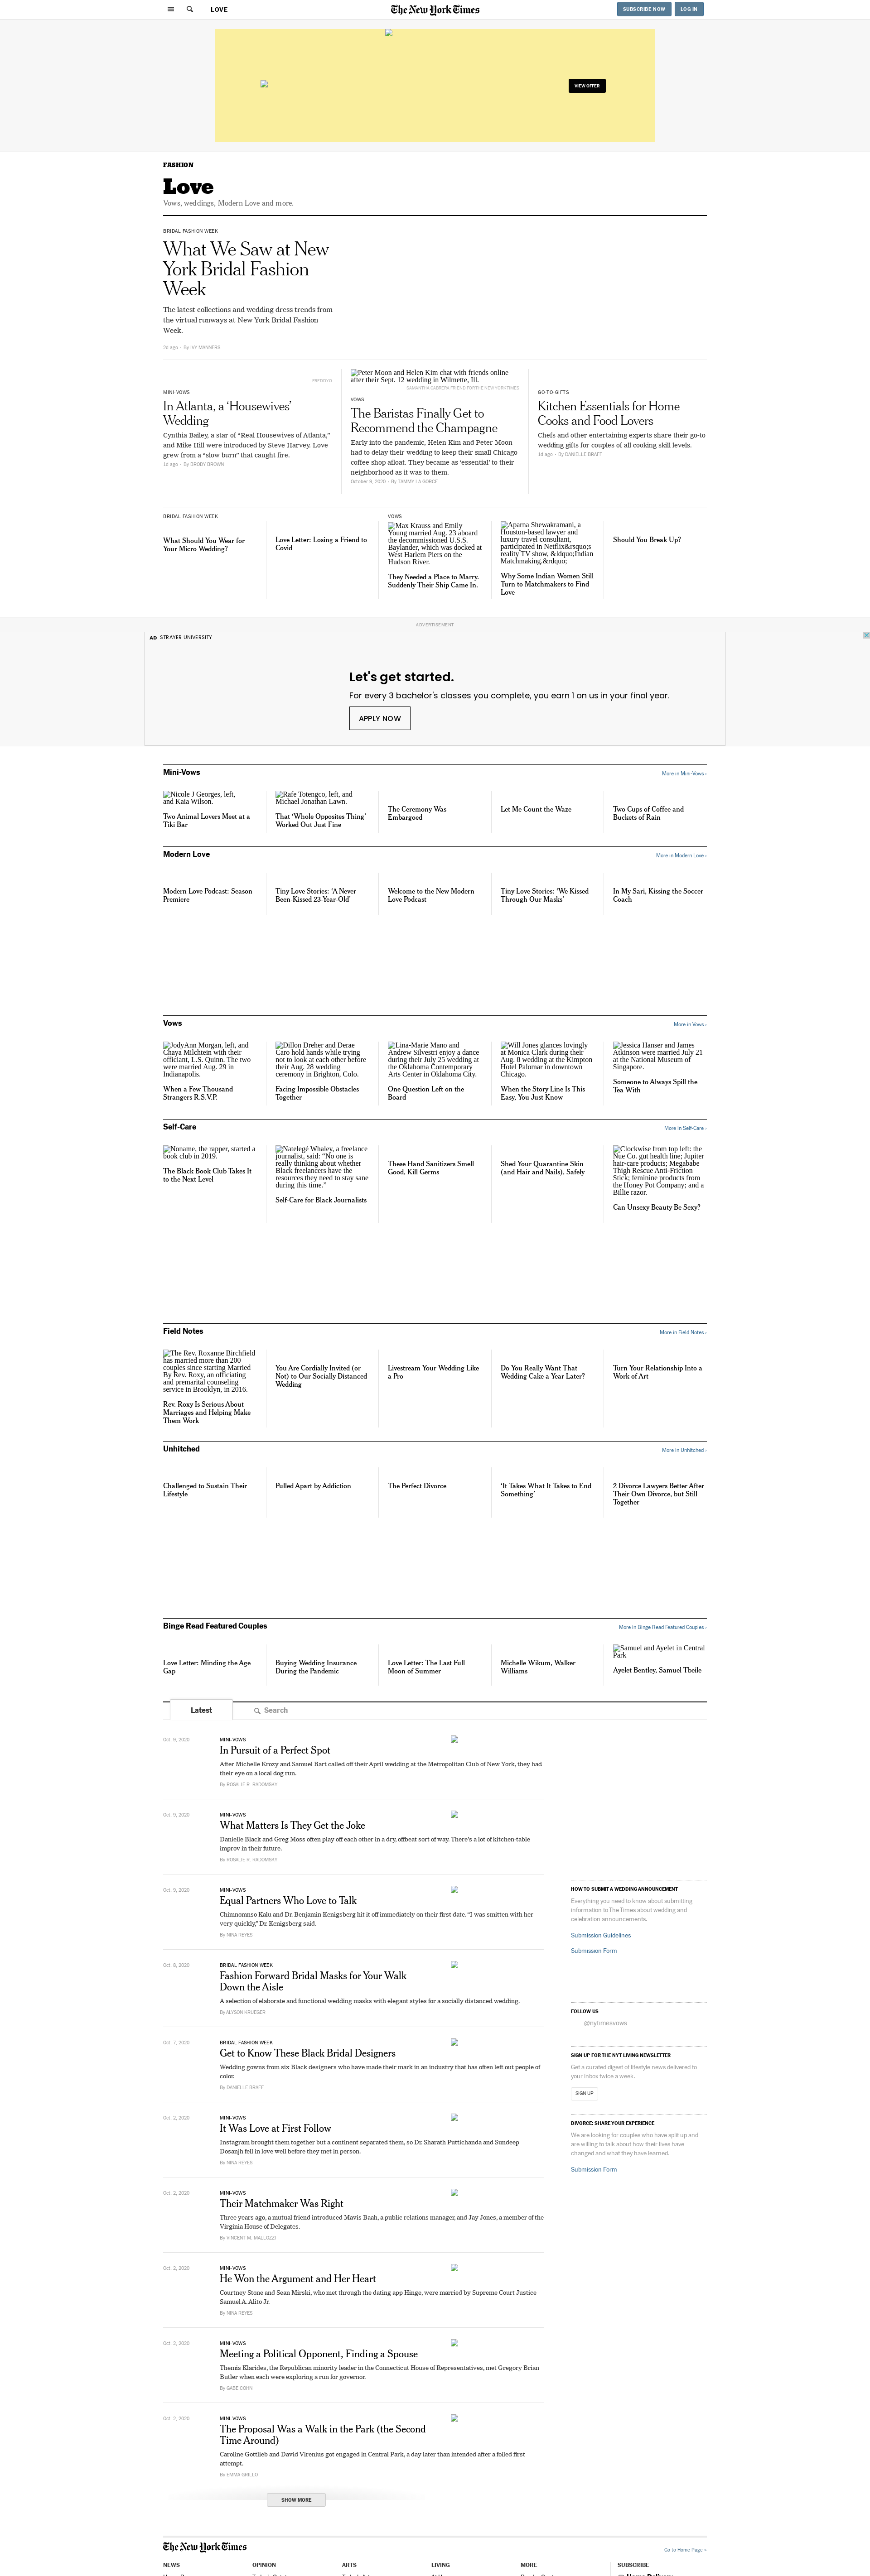 LOVE
The New York Times
SUBSCRIBE NOW
LOG IN
VIEW OFFER
FASHION
Love
Vows, weddings, Modern Love and more.
BRIDAL FASHION WEEK
What We Saw at New
York Bridal Fashion
Week
The latest collections and wedding dress trends from
the virtual runways at New York Bridal Fashion
Week.
2d ago · By IVY MANNERS
MINI-VOWS
In Atlanta, a ‘Housewives’
Wedding
Cynthia Bailey, a star of “Real Housewives of Atlanta,”
and Mike Hill were introduced by Steve Harvey. Love
grew from a “slow burn” that caught fire.
1d ago · By BRODY BROWN
Peter Moon and Helen Kim chat with friends online
after their Sept. 12 wedding in Wilmette, Ill.
VOWS
The Baristas Finally Get to
Recommend the Champagne
Early into the pandemic, Helen Kim and Peter Moon
had to delay their wedding to keep their small Chicago
coffee shop afloat. They became as ‘essential’ to their
neighborhood as it was to them.
October 9, 2020 · By TAMMY LA GORCE
GO-TO-GIFTS
Kitchen Essentials for Home
Cooks and Food Lovers
Chefs and other entertaining experts share their go-to
wedding gifts for couples of all cooking skill levels.
1d ago · By DANIELLE BRAFF
BRIDAL FASHION WEEK
What Should You Wear for
Your Micro Wedding?
Love Letter: Losing a Friend to
Covid
VOWS
Max Krauss and Emily
Young married Aug. 23 aboard
the decommissioned U.S.S.
Baylander, which was docked at
West Harlem Piers on the
Hudson River.
They Needed a Place to Marry.
Suddenly Their Ship Came In.
Aparna Shewakramani, a
Houston-based lawyer and
luxury travel consultant,
participated in Netflix&rsquo;s
reality TV show, &ldquo;Indian
Matchmaking.&rdquo;
Why Some Indian Women Still
Turn to Matchmakers to Find
Love
Should You Break Up?
ADVERTISEMENT
AD STRAYER UNIVERSITY
Let's get started.
For every 3 bachelor's classes you complete, you earn 1 on us in your final year.
APPLY NOW
Mini-Vows
More in Mini-Vows ›
Nicole J Georges, left,
and Kaia Wilson.
Two Animal Lovers Meet at a
Tiki Bar
Rafe Totengco, left, and
Michael Jonathan Lawn.
That ‘Whole Opposites Thing’
Worked Out Just Fine
The Ceremony Was
Embargoed
Let Me Count the Waze
Two Cups of Coffee and
Buckets of Rain
Modern Love
More in Modern Love ›
Modern Love Podcast: Season
Premiere
Tiny Love Stories: ‘A Never-
Been-Kissed 23-Year-Old’
Welcome to the New Modern
Love Podcast
Tiny Love Stories: ‘We Kissed
Through Our Masks’
In My Sari, Kissing the Soccer
Coach
Vows
More in Vows ›
JodyAnn Morgan, left, and
Chaya Milchtein with their
officiant, L.S. Quinn. The two
were married Aug. 29 in
Indianapolis.
When a Few Thousand
Strangers R.S.V.P.
Dillon Dreher and Derae
Caro hold hands while trying
not to look at each other before
their Aug. 28 wedding
ceremony in Brighton, Colo.
Facing Impossible Obstacles
Together
Lina-Marie Mano and
Andrew Silvestri enjoy a dance
during their July 25 wedding at
the Oklahoma Contemporary
Arts Center in Oklahoma City.
One Question Left on the
Board
Will Jones glances lovingly
at Monica Clark during their
Aug. 8 wedding at the Kimpton
Hotel Palomar in downtown
Chicago.
When the Story Line Is This
Easy, You Just Know
Jessica Hanser and James
Atkinson were married July 21
at the National Museum of
Singapore.
Someone to Always Spill the
Tea With
Self-Care
More in Self-Care ›
Noname, the rapper, started a
book club in 2019.
The Black Book Club Takes It
to the Next Level
Natelegé Whaley, a freelance
journalist, said: “No one is
really thinking about whether
Black freelancers have the
resources they need to stay sane
during this time.”
Self-Care for Black Journalists
These Hand Sanitizers Smell
Good, Kill Germs
Shed Your Quarantine Skin
(and Hair and Nails), Safely
Clockwise from top left: the
Nue Co. gut health line; Jupiter
hair-care products; Megababe
Thigh Rescue Anti-Friction
Stick; feminine products from
the Honey Pot Company; and a
Billie razor.
Can Unsexy Beauty Be Sexy?
Field Notes
More in Field Notes ›
The Rev. Roxanne Birchfield
has married more than 200
couples since starting Married
By Rev. Roxy, an officiating
and premarital counseling
service in Brooklyn, in 2016.
Rev. Roxy Is Serious About
Marriages and Helping Make
Them Work
You Are Cordially Invited (or
Not) to Our Socially Distanced
Wedding
Livestream Your Wedding Like
a Pro
Do You Really Want That
Wedding Cake a Year Later?
Turn Your Relationship Into a
Work of Art
Unhitched
More in Unhitched ›
Challenged to Sustain Their
Lifestyle
Pulled Apart by Addiction
The Perfect Divorce
‘It Takes What It Takes to End
Something’
2 Divorce Lawyers Better After
Their Own Divorce, but Still
Together
Binge Read Featured Couples
More in Binge Read Featured Couples ›
Love Letter: Minding the Age
Gap
Buying Wedding Insurance
During the Pandemic
Love Letter: The Last Full
Moon of Summer
Michelle Wikum, Walker
Williams
Samuel and Ayelet in Central
Park
Ayelet Bentley, Samuel Tbeile
Latest
Search
Oct. 9, 2020
MINI-VOWS
In Pursuit of a Perfect Spot
After Michelle Krozy and Samuel Bart called off their April wedding at the Metropolitan Club of New York, they had
their eye on a local dog run.
By ROSALIE R. RADOMSKY
Oct. 9, 2020
MINI-VOWS
What Matters Is They Get the Joke
Danielle Black and Greg Moss often play off each other in a dry, offbeat sort of way. There's a lot of kitchen-table
improv in their future.
By ROSALIE R. RADOMSKY
Oct. 9, 2020
MINI-VOWS
Equal Partners Who Love to Talk
Chimnomnso Kalu and Dr. Benjamin Kenigsberg hit it off immediately on their first date. “I was smitten with her
very quickly,” Dr. Kenigsberg said.
By NINA REYES
Oct. 8, 2020
BRIDAL FASHION WEEK
Fashion Forward Bridal Masks for Your Walk
Down the Aisle
A selection of elaborate and functional wedding masks with elegant styles for a socially distanced wedding.
By ALYSON KRUEGER
Oct. 7, 2020
BRIDAL FASHION WEEK
Get to Know These Black Bridal Designers
Wedding gowns from six Black designers who have made their mark in an industry that has often left out people of
color.
By DANIELLE BRAFF
Oct. 2, 2020
MINI-VOWS
It Was Love at First Follow
Instagram brought them together but a continent separated them, so Dr. Sharath Puttichanda and Sundeep
Dosanjh fell in love well before they met in person.
By NINA REYES
Oct. 2, 2020
MINI-VOWS
Their Matchmaker Was Right
Three years ago, a mutual friend introduced Mavis Baah, a public relations manager, and Jay Jones, a member of the
Virginia House of Delegates.
By VINCENT M. MALLOZZI
Oct. 2, 2020
MINI-VOWS
He Won the Argument and Her Heart
Courtney Stone and Sean Mirski, who met through the dating app Hinge, were married by Supreme Court Justice
Samuel A. Alito Jr.
By NINA REYES
Oct. 2, 2020
MINI-VOWS
Meeting a Political Opponent, Finding a Spouse
Themis Klarides, the Republican minority leader in the Connecticut House of Representatives, met Gregory Brian
Butler when each were exploring a run for governor.
By GABE COHN
Oct. 2, 2020
MINI-VOWS
The Proposal Was a Walk in the Park (the Second
Time Around)
Caroline Gottlieb and David Virenius got engaged in Central Park, a day later than intended after a foiled first
attempt.
By EMMA GRILLO
SHOW MORE
HOW TO SUBMIT A WEDDING ANNOUNCEMENT
Everything you need to know about submitting
information to The Times about wedding and
celebration announcements.
Submission Guidelines
Submission Form
FOLLOW US
@nytimesvows
SIGN UP FOR THE NYT LIVING NEWSLETTER
Get a curated digest of lifestyle news delivered to
your inbox twice a week.
SIGN UP
DIVORCE: SHARE YOUR EXPERIENCE
We are looking for couples who have split up and
are willing to talk about how their lives have
changed and what they have learned.
Submission Form
The New York Times
Go to Home Page »
NEWS
OPINION
ARTS
LIVING
MORE
SUBSCRIBE